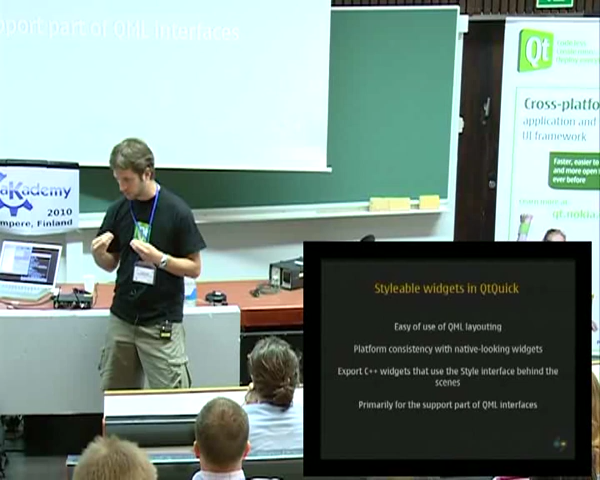 pport part of QML interfaces
Qt
Cross-platfo
application and
UI framework
Faster, easier to
and more open t
ever before
qt.nokia.
aKademy
2010
mpere, Finland
Styleable widgets in QtQuick
Easy of use of QML layouting
Platform consistency with native-looking widgets
Export C++ widgets that use the Style interface behind the
scenes
Primarily for the support part of QML interfaces